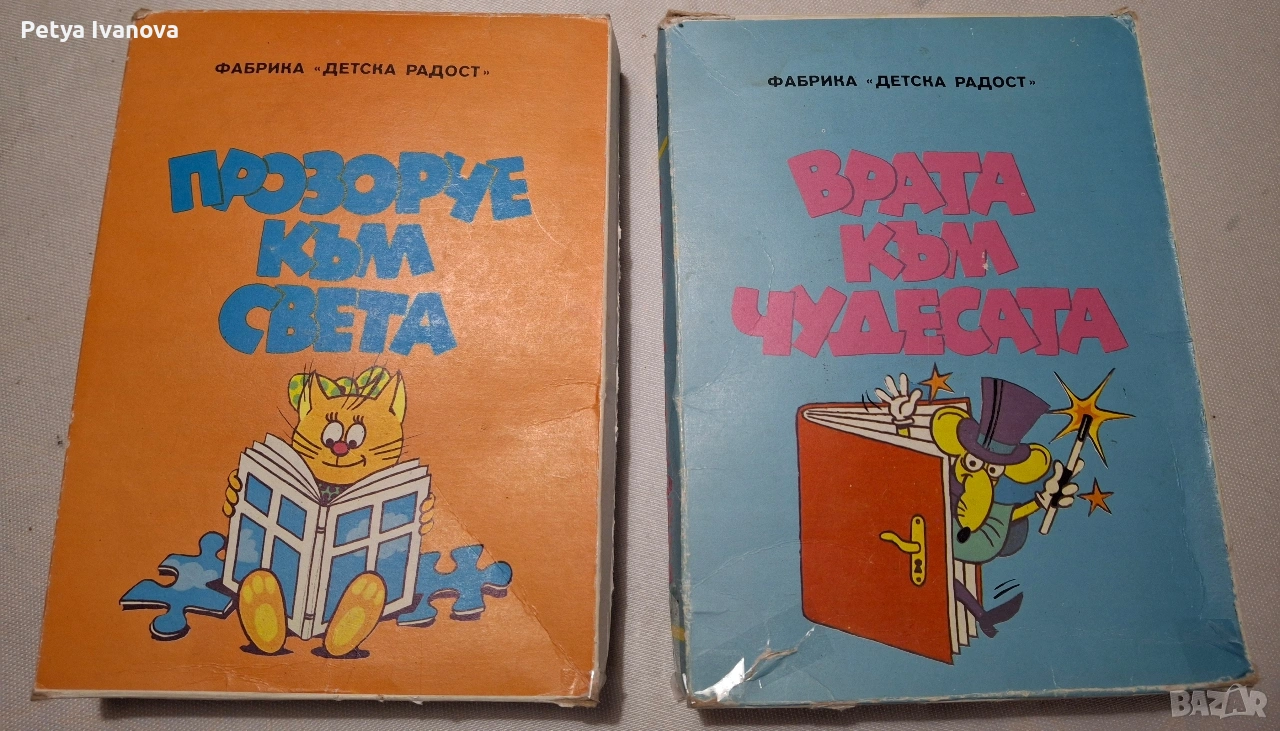 Petya Ivanova
ФАБРИКА «ДЕТСКА РАДОСТ»
ПРОЗОРЧЕ
КЪМ
СВЕТА
ФАБРИКА «ДЕТСКА РАДОСТ»
ВРАТА
КЪМ
ЧУДЕСАТА
BAZAR